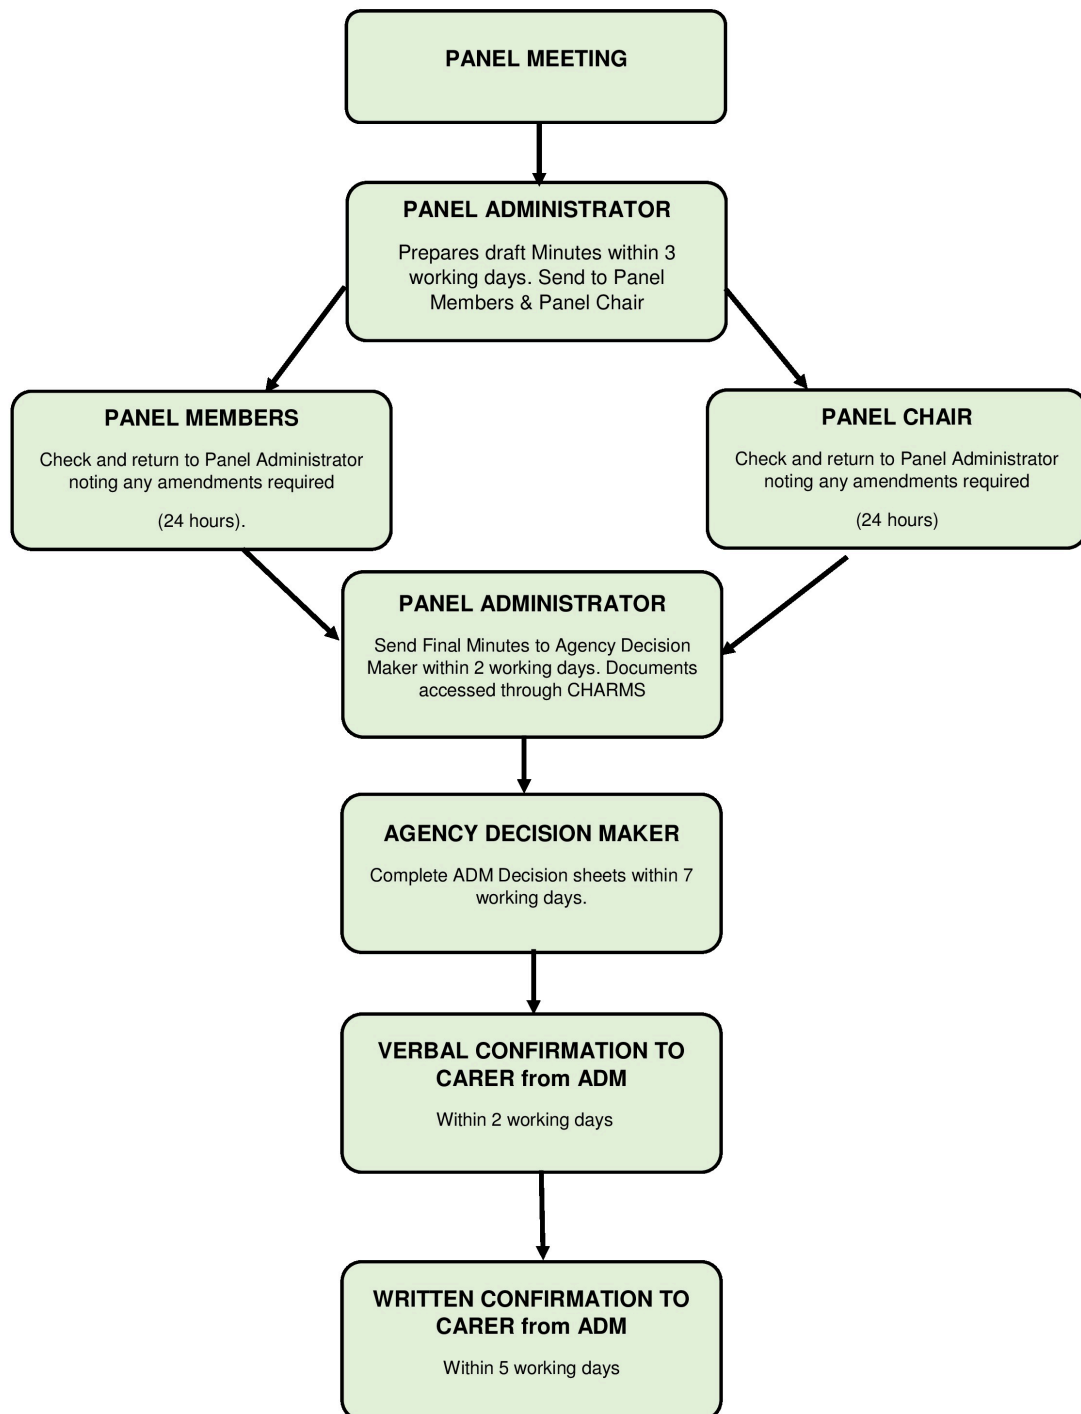 PANEL MEETING
PANEL ADMINISTRATOR
Prepares draft Minutes within 3
working days. Send to Panel
Members & Panel Chair
PANEL MEMBERS
Check and return to Panel Administrator
noting any amendments required
(24 hours).
PANEL CHAIR
Check and return to Panel Administrator
noting any amendments required
(24 hours)
PANEL ADMINISTRATOR
Send Final Minutes to Agency Decision
Maker within 2 working days. Documents
accessed through CHARMS
AGENCY DECISION MAKER
Complete ADM Decision sheets within 7
working days.
VERBAL CONFIRMATION TO
CARER from ADM
Within 2 working days
WRITTEN CONFIRMATION TO
CARER from ADM
Within 5 working days